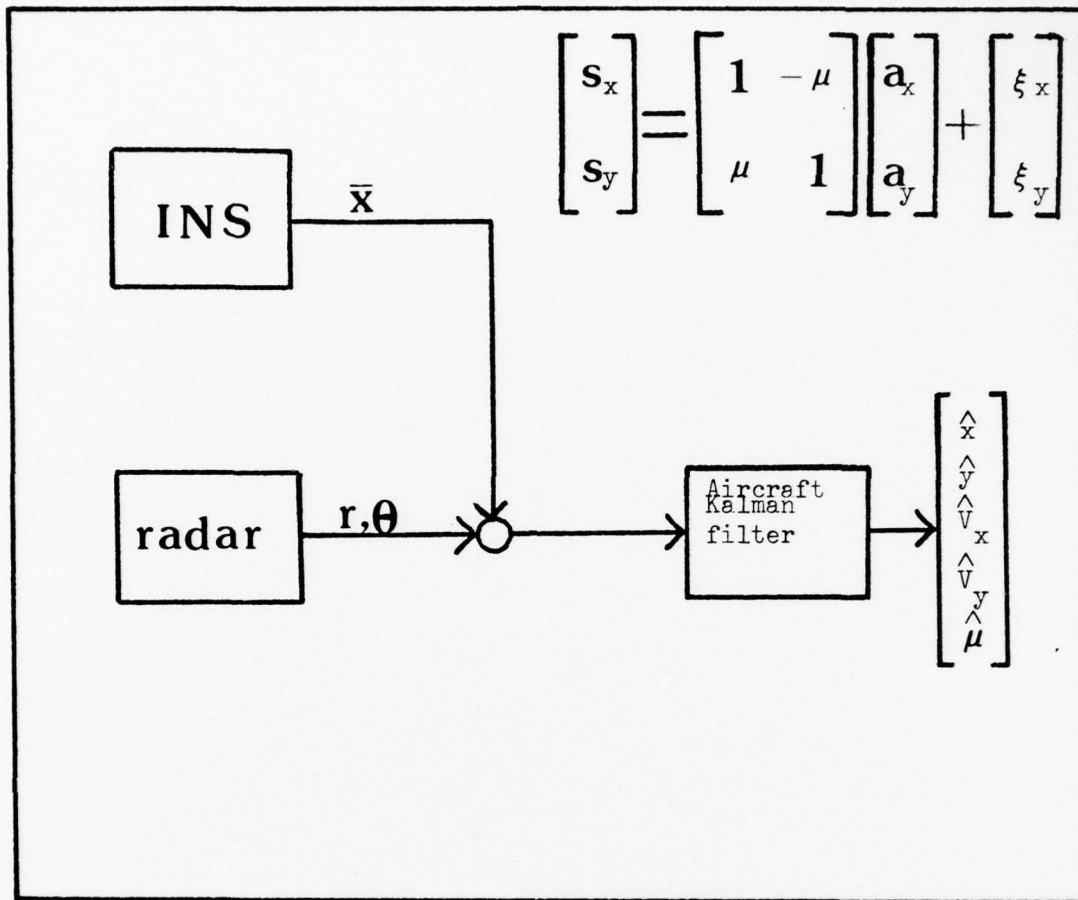 [s_x s_y] = [1 -μ μ 1] [a_x a_y] + [ξ_x ξ_y]
INS
x̄
radar
r,θ
Aircraft
Kalman
filter
x̂
ŷ
v̂_x
v̂_y
μ̂